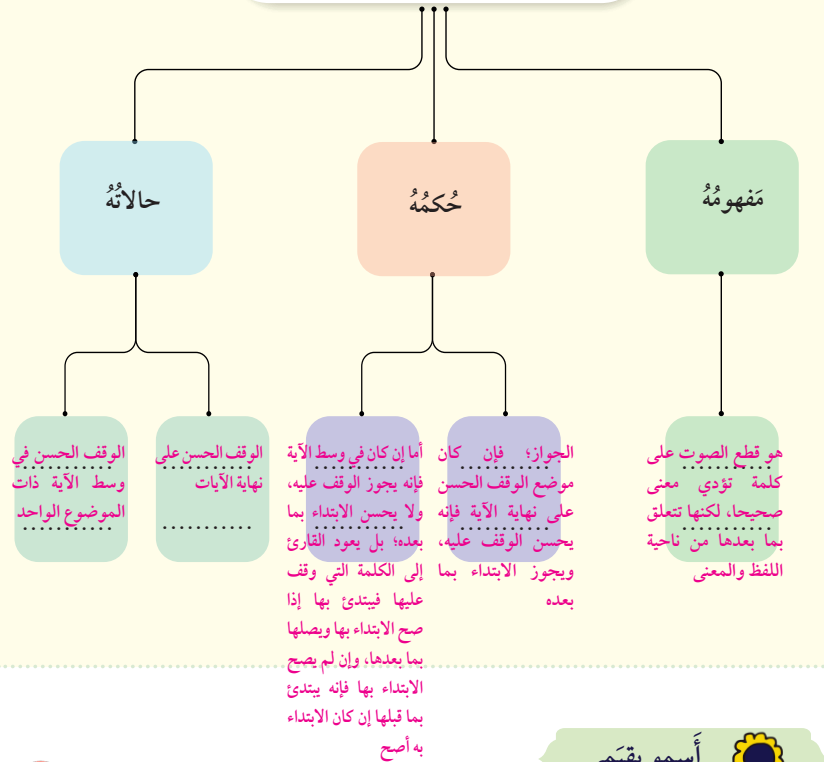 مَفهومُهُ
حُكمُهُ
حالاتُهُ
هو قطع الصوت على
كلمة تؤدي معنى
صحيحا، لكنها تتعلق
بما بعدها من ناحية
اللفظ والمعنى
الجواز؛ فإن كان
موضع الوقف الحسن
على نهاية الآية فإنه
يحسن الوقف عليه،
ويجوز الابتداء بما
بعده
أما إن كان في وسط الآية
فإنه يجوز الوقف عليه،
ولا يحسن الابتداء بما
بعده؛ بل يعود القارئ
إلى الكلمة التي وقف
عليها فيبتدئ بها إذا
صح الابتداء بها ويصلها
بما بعدها، وإن لم يصح
الابتداء بها فإنه يبتدئ
بما قبلها إن كان الابتداء
به أصح
الوقف الحسن على
نهاية الآيات
الوقف الحسن في
وسط الآية ذات
الموضوع الواحد
أَسمو بِقِيَمي